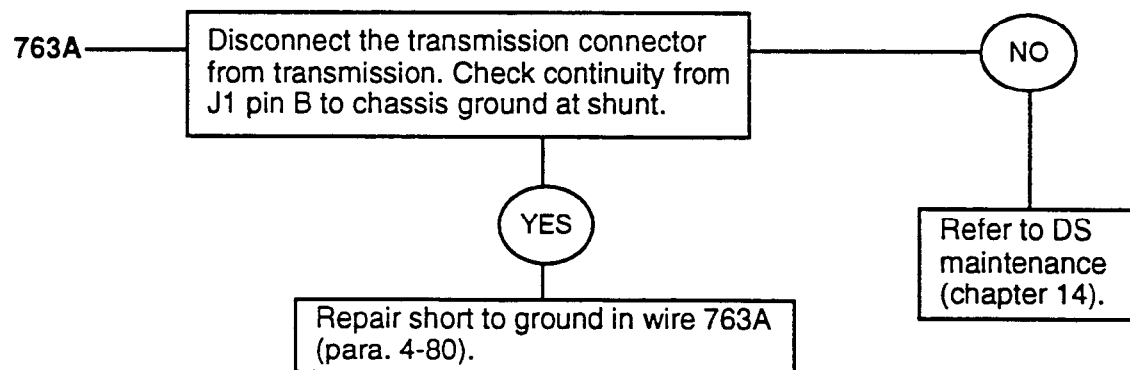 763A
Disconnect the transmission connector
from transmission. Check continuity from
J1 pin B to chassis ground at shunt.
NO
YES
Refer to DS
maintenance
(chapter 14).
Repair short to ground in wire 763A
(para. 4-80).